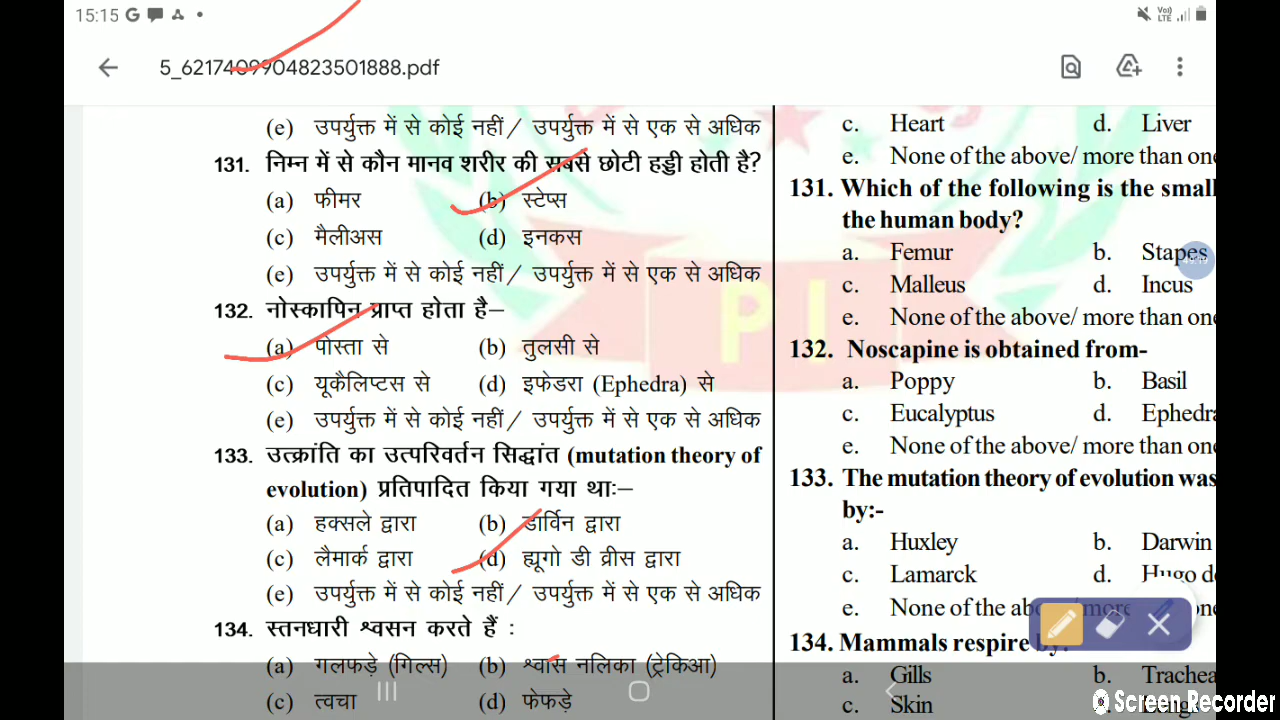 15:15
Vo)
LTE
5_6217409904823501888.pdf
(e) उपर्युक्त में से कोई नहीं / उपर्युक्त में से एक से अधिक
131. निम्न में से कौन मानव शरीर की सबसे छोटी हड्डी होती है?
(a) फीमर (b) स्टेप्स
(c) मैलीअस (d) इनकस
(e) उपर्युक्त में से कोई नहीं / उपर्युक्त में से एक से अधिक
132. नोस्कापिन प्राप्त होता है–
(a) पोस्ता से (b) तुलसी से
(c) यूकैलिप्टस से (d) इफेडरा (Ephedra) से
(e) उपर्युक्त में से कोई नहीं / उपर्युक्त में से एक से अधिक
133. उत्क्रांति का उत्परिवर्तन सिद्धांत (mutation theory of
evolution) प्रतिपादित किया गया थाः–
(a) हक्सले द्वारा (b) डार्विन द्वारा
(c) लैमार्क द्वारा (d) ह्यूगो डी व्रीस द्वारा
(e) उपर्युक्त में से कोई नहीं / उपर्युक्त में से एक से अधिक
134. स्तनधारी श्वसन करते हैं :
(a) गलफड़े (गिल्स) (b) श्वास नलिका (ट्रेकिआ)
(c) त्वचा (d) फेफड़े
c. Heart d. Liver
e. None of the above/ more than one
131. Which of the following is the small
the human body?
a. Femur b. Stapes
c. Malleus d. Incus
e. None of the above/ more than one
132. Noscapine is obtained from-
a. Poppy b. Basil
c. Eucalyptus d. Ephedra
e. None of the above/ more than one
133. The mutation theory of evolution was
by:-
a. Huxley b. Darwin
c. Lamarck d. Hugo de
e. None of the
134. Mammals respire by:
a. Gills b. Trachea
c. Skin
PI
Screen Recorder